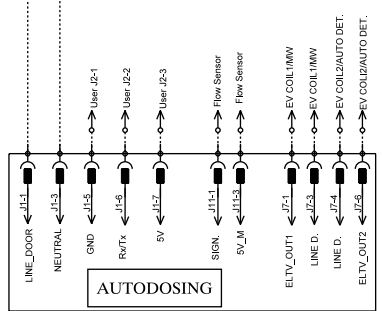 User J2-1
User J2-2
User J2-3
Flow Sensor
Flow Sensor
EV COIL1/MW
EV COIL1/MW
EV COIL2/AUTO DET.
EV COIL2/AUTO DET.
J1-1
J1-3
J1-5
J1-6
J1-7
J11-1
J11-3
J7-1
J7-3
J7-4
J7-6
LINE_DOOR
NEUTRAL
GND
Rx/Tx
5V
SIGN.
5V_M
ELTV_OUT1
LINE D.
LINE D.
ELTV_OUT2
AUTODOSING